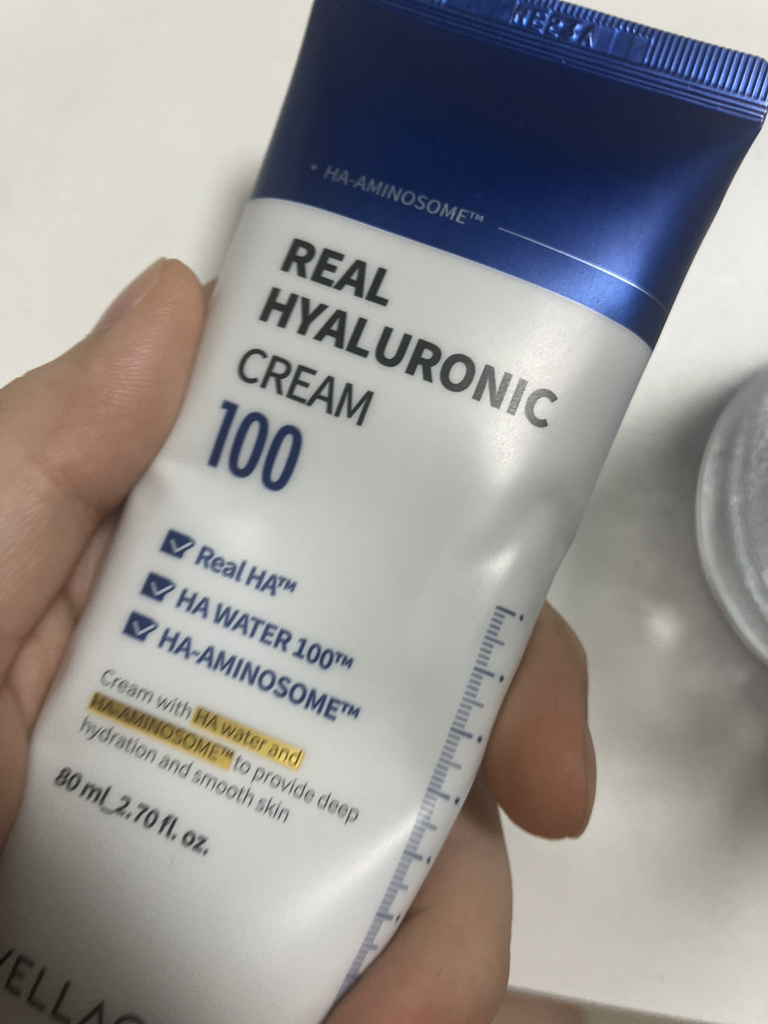 • HA-AMINOSOME™
REAL
HYALURONIC
CREAM
100
Real HA™
HA WATER 100™
HA-AMINOSOME™
Cream with HA water and
HA-AMINOSOME™ to provide deep
hydration and smooth skin
80 ml_2.70 fl. oz.